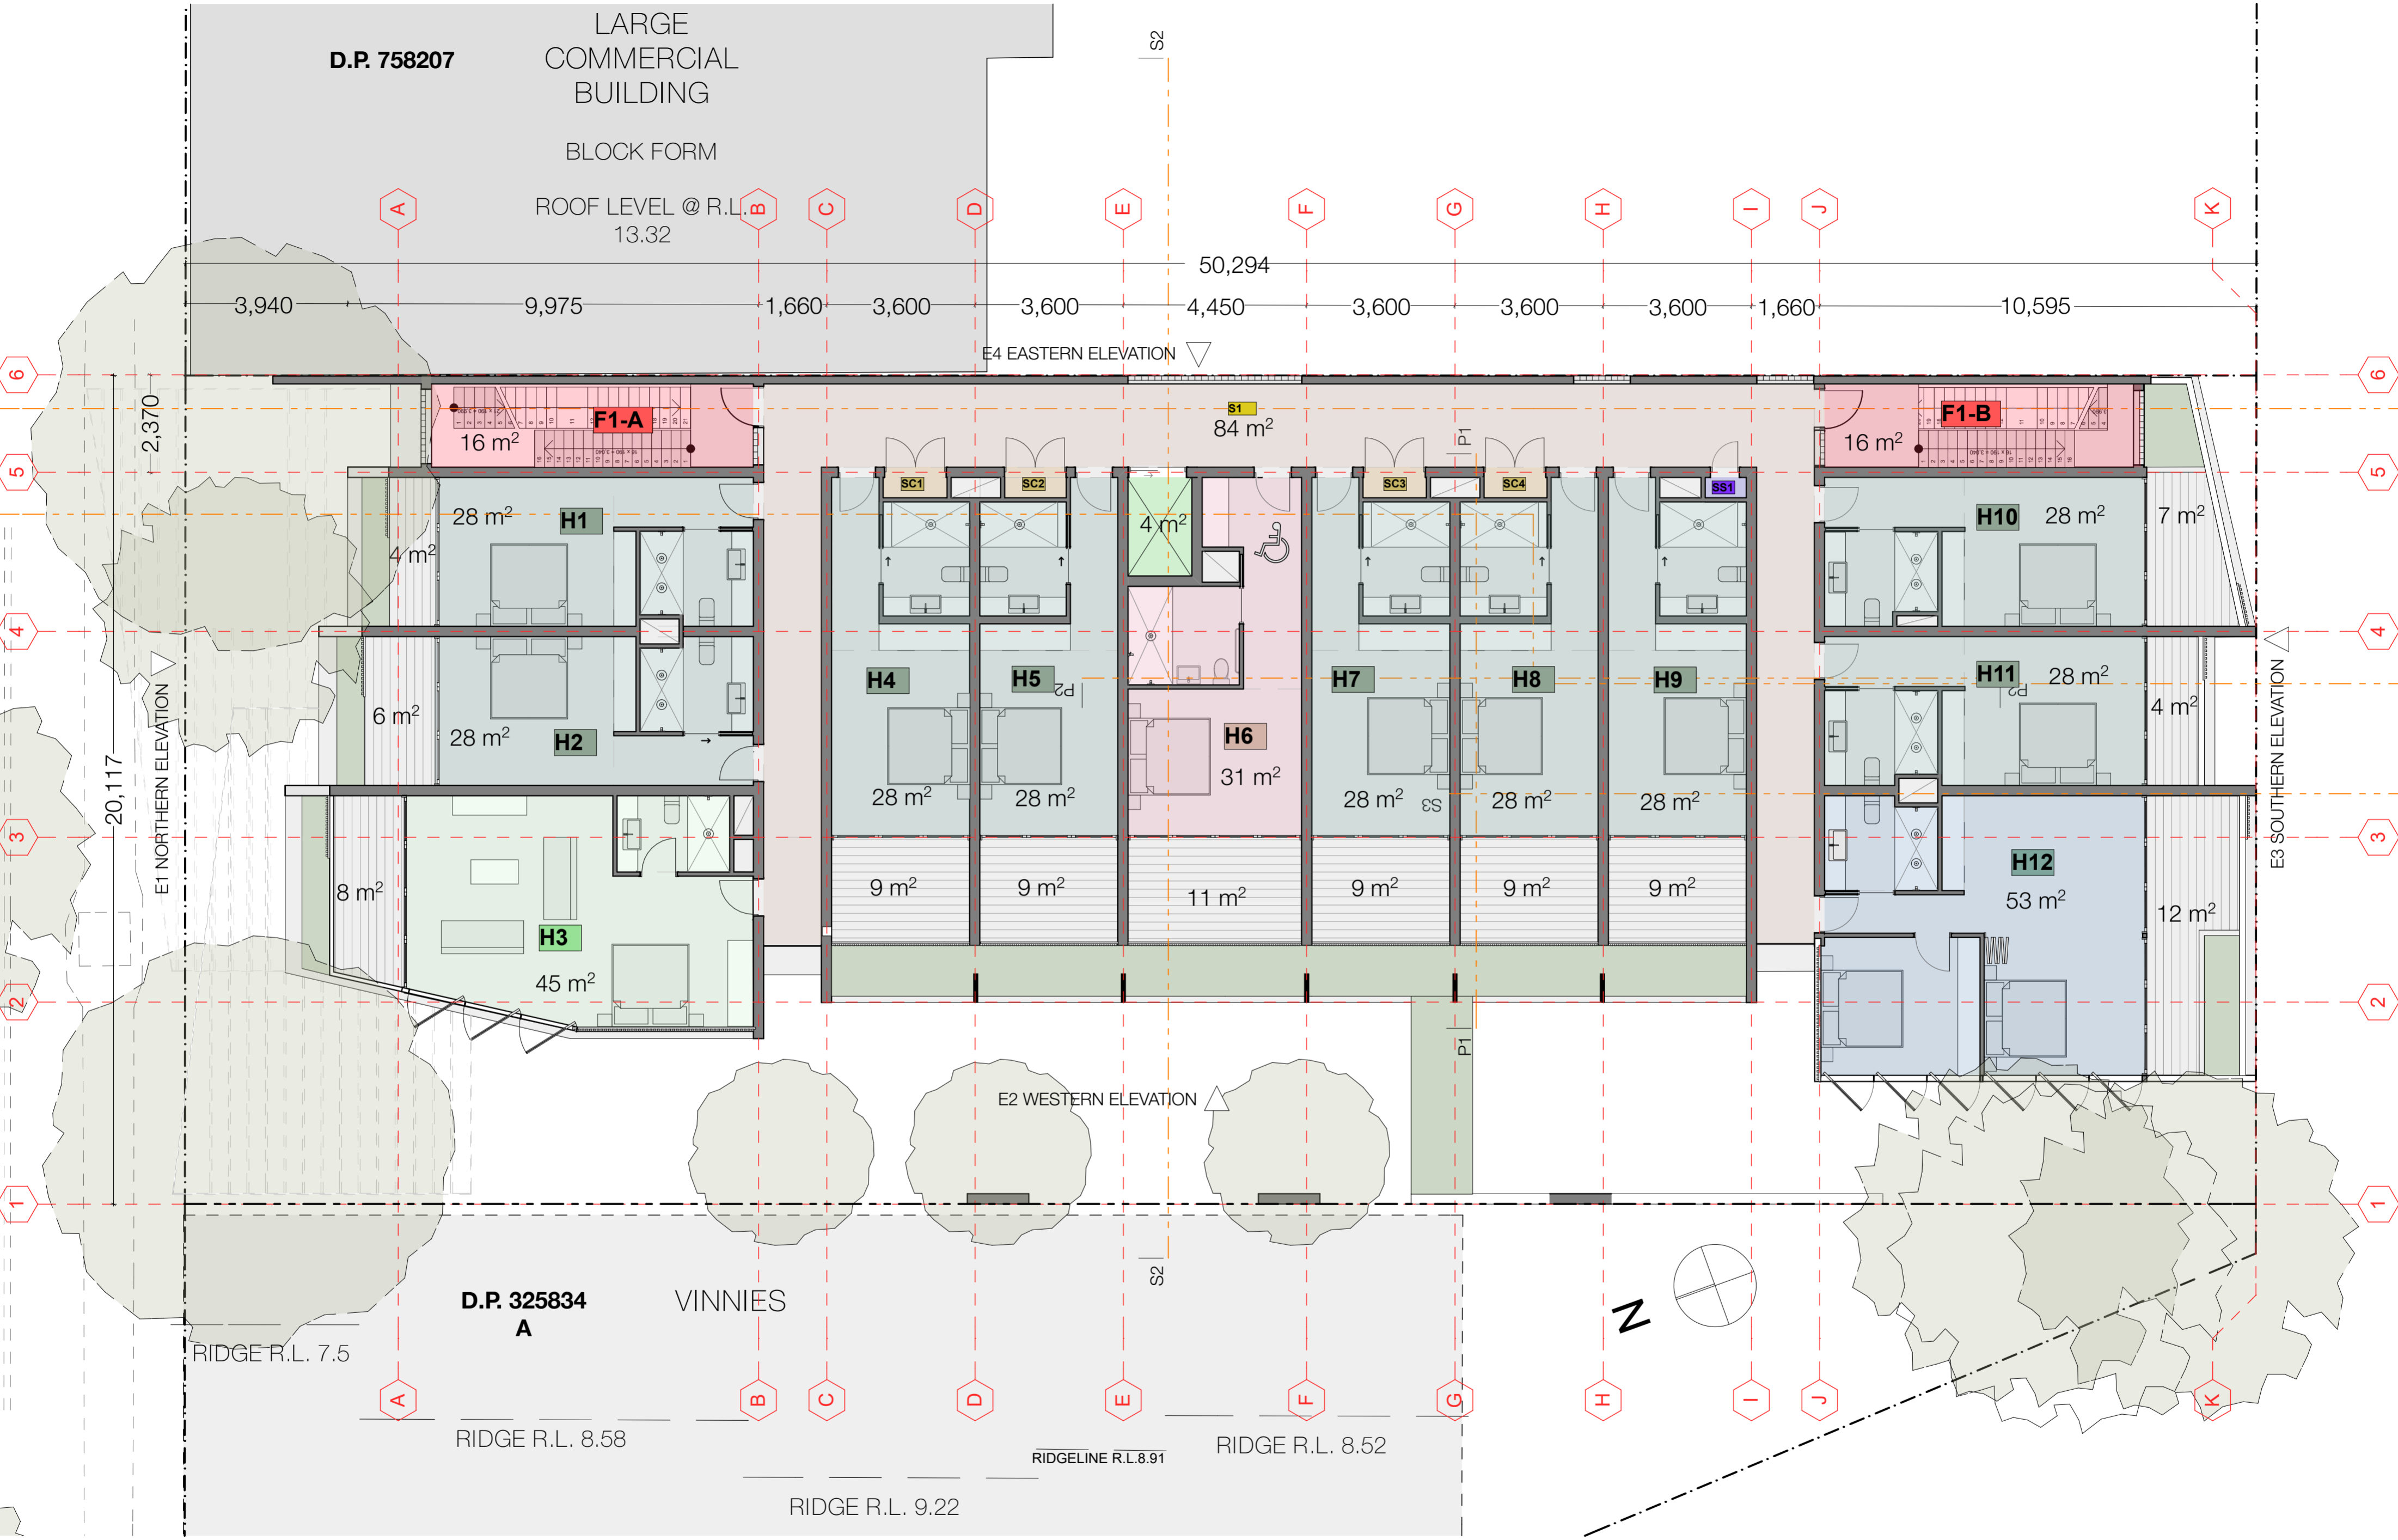 LARGE
COMMERCIAL
BUILDING
D.P. 758207
BLOCK FORM
ROOF LEVEL @ R.L.
13.32
S2
A
B
C
D
E
F
G
H
I
J
K
50,294
3,940
9,975
1,660
3,600
3,600
4,450
3,600
3,600
3,600
1,660
10,595
E4 EASTERN ELEVATION
6
6
2,370
F1-A
16 m²
S1
84 m²
P1
F1-B
16 m²
5
5
SC1
SC2
SC3
SC4
SS1
28 m²
H1
4 m²
4 m²
H10
28 m²
7 m²
4
4
E1 NORTHERN ELEVATION
20,117
6 m²
28 m²
H2
H4
28 m²
H5
P2
28 m²
H6
31 m²
H7
28 m²
S3
H8
28 m²
H9
28 m²
H11
P2
28 m²
4 m²
E3 SOUTHERN ELEVATION
3
3
8 m²
H3
45 m²
9 m²
9 m²
11 m²
9 m²
9 m²
9 m²
H12
53 m²
12 m²
2
2
P1
E2 WESTERN ELEVATION
1
1
S2
D.P. 325834
A
VINNIES
N
RIDGE R.L. 7.5
A
B
C
D
E
F
G
H
I
J
K
RIDGE R.L. 8.58
RIDGELINE R.L.8.91
RIDGE R.L. 8.52
RIDGE R.L. 9.22